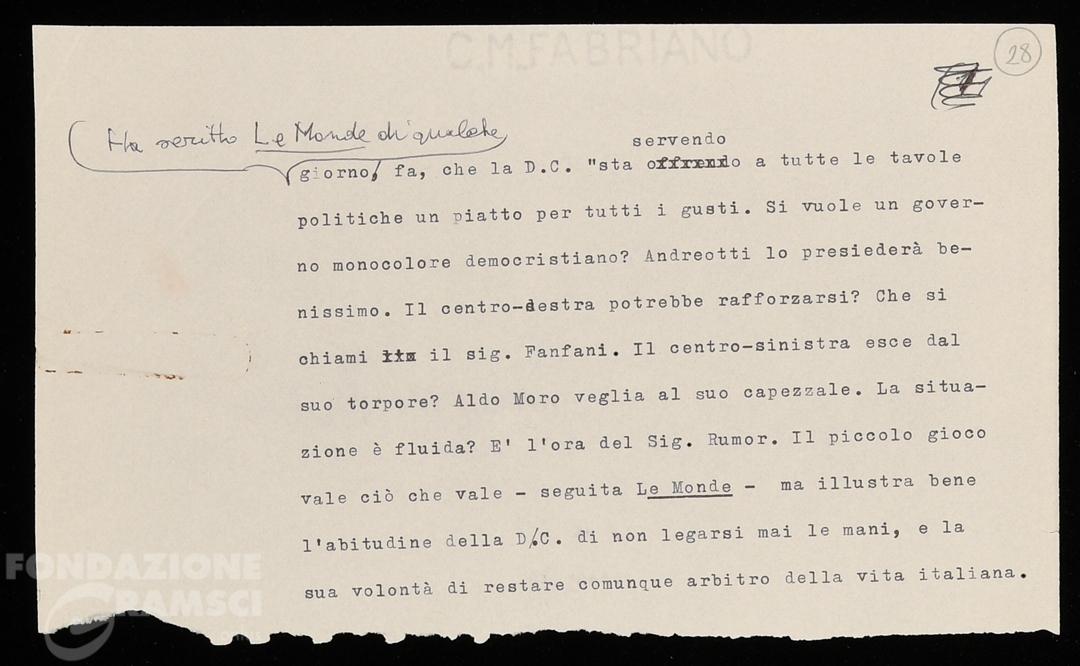 C.M.FABRIANO
28
Ha scritto Le Monde di qualche
servendo
giorno, fa, che la D.C. "sta offrendo a tutte le tavole
politiche un piatto per tutti i gusti. Si vuole un gover-
no monocolore democristiano? Andreotti lo presiederà be-
nissimo. Il centro-destra potrebbe rafforzarsi? Che si
chiami il sig. Fanfani. Il centro-sinistra esce dal
suo torpore? Aldo Moro veglia al suo capezzale. La situa-
zione è fluida? E' l'ora del Sig. Rumor. Il piccolo gioco
vale ciò che vale - seguita Le Monde - ma illustra bene
l'abitudine della D.C. di non legarsi mai le mani, e la
sua volontà di restare comunque arbitro della vita italiana.
FONDAZIONE
GRAMSCI